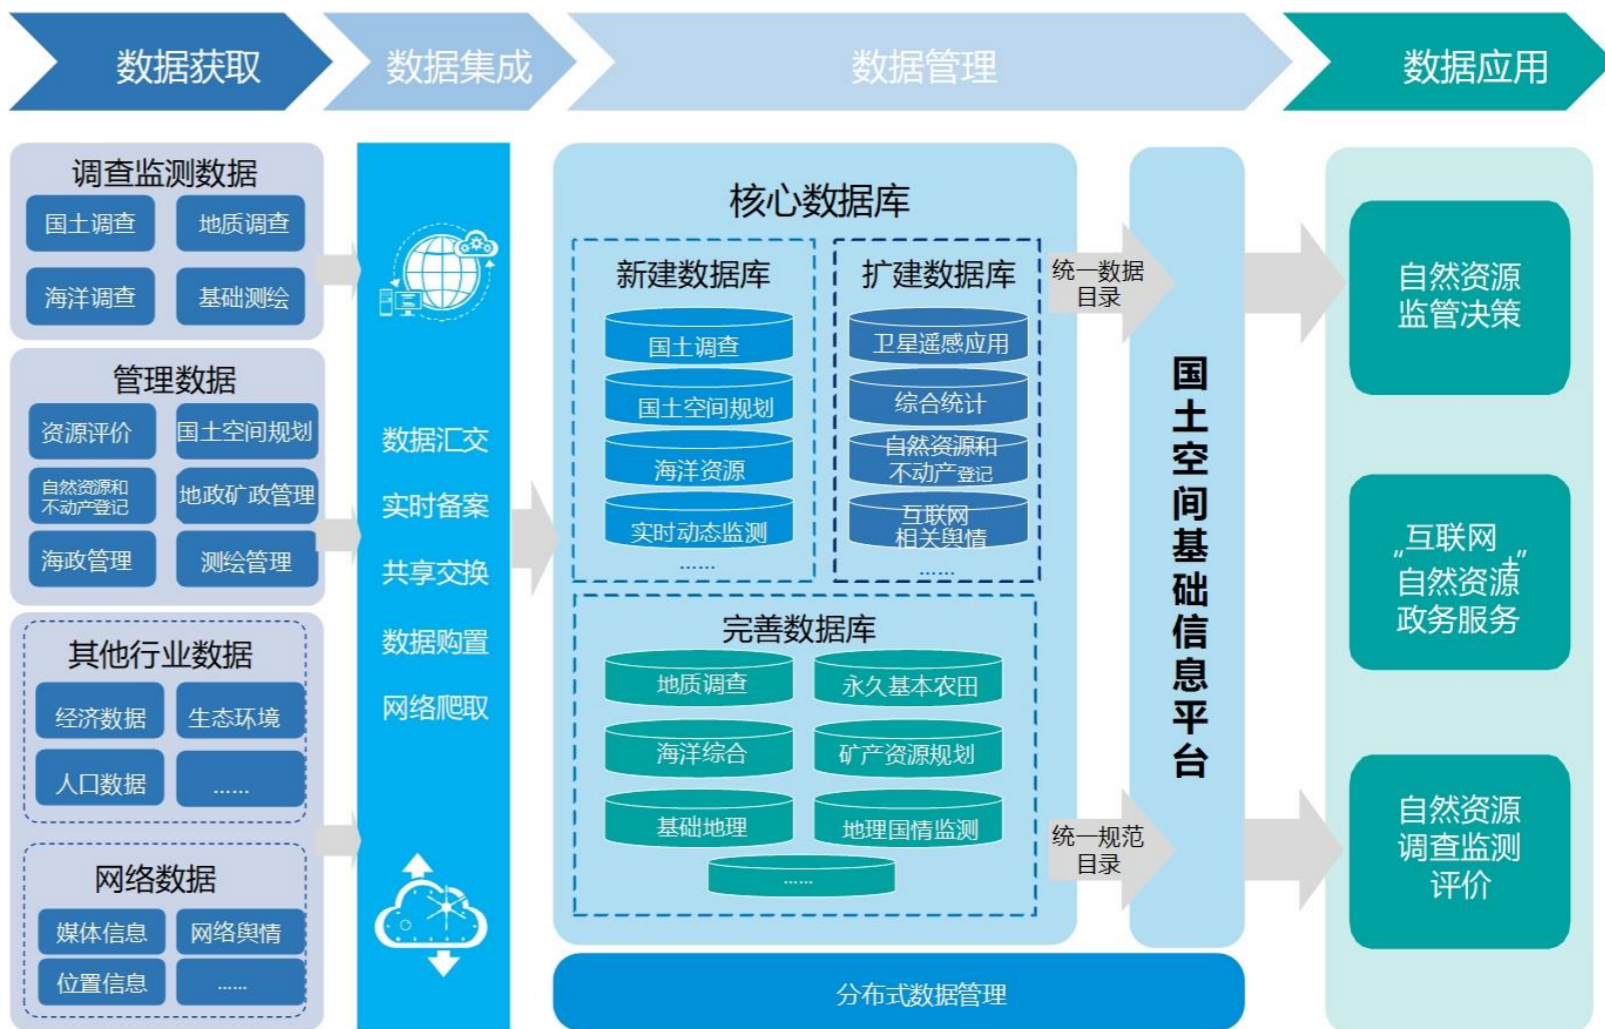 数据获取
数据集成
数据管理
数据应用
调查监测数据
国土调查
地质调查
海洋调查
基础测绘
管理数据
资源评价
国土空间规划
自然资源和
不动产登记
地政矿政管理
海政管理
测绘管理
其他行业数据
经济数据
生态环境
人口数据
……
网络数据
媒体信息
网络舆情
位置信息
……
数据汇交
实时备案
共享交换
数据购置
网络爬取
核心数据库
新建数据库
国土调查
国土空间规划
海洋资源
实时动态监测
……
扩建数据库
卫星遥感应用
综合统计
自然资源和
不动产登记
互联网
相关舆情
……
完善数据库
地质调查
永久基本农田
海洋综合
矿产资源规划
基础地理
地理国情监测
……
统一数据
目录
统一规范
目录
国土空间基础信息平台
分布式数据管理
自然资源
监管决策
“互联网+”
自然资源
政务服务
自然资源
调查监测
评价